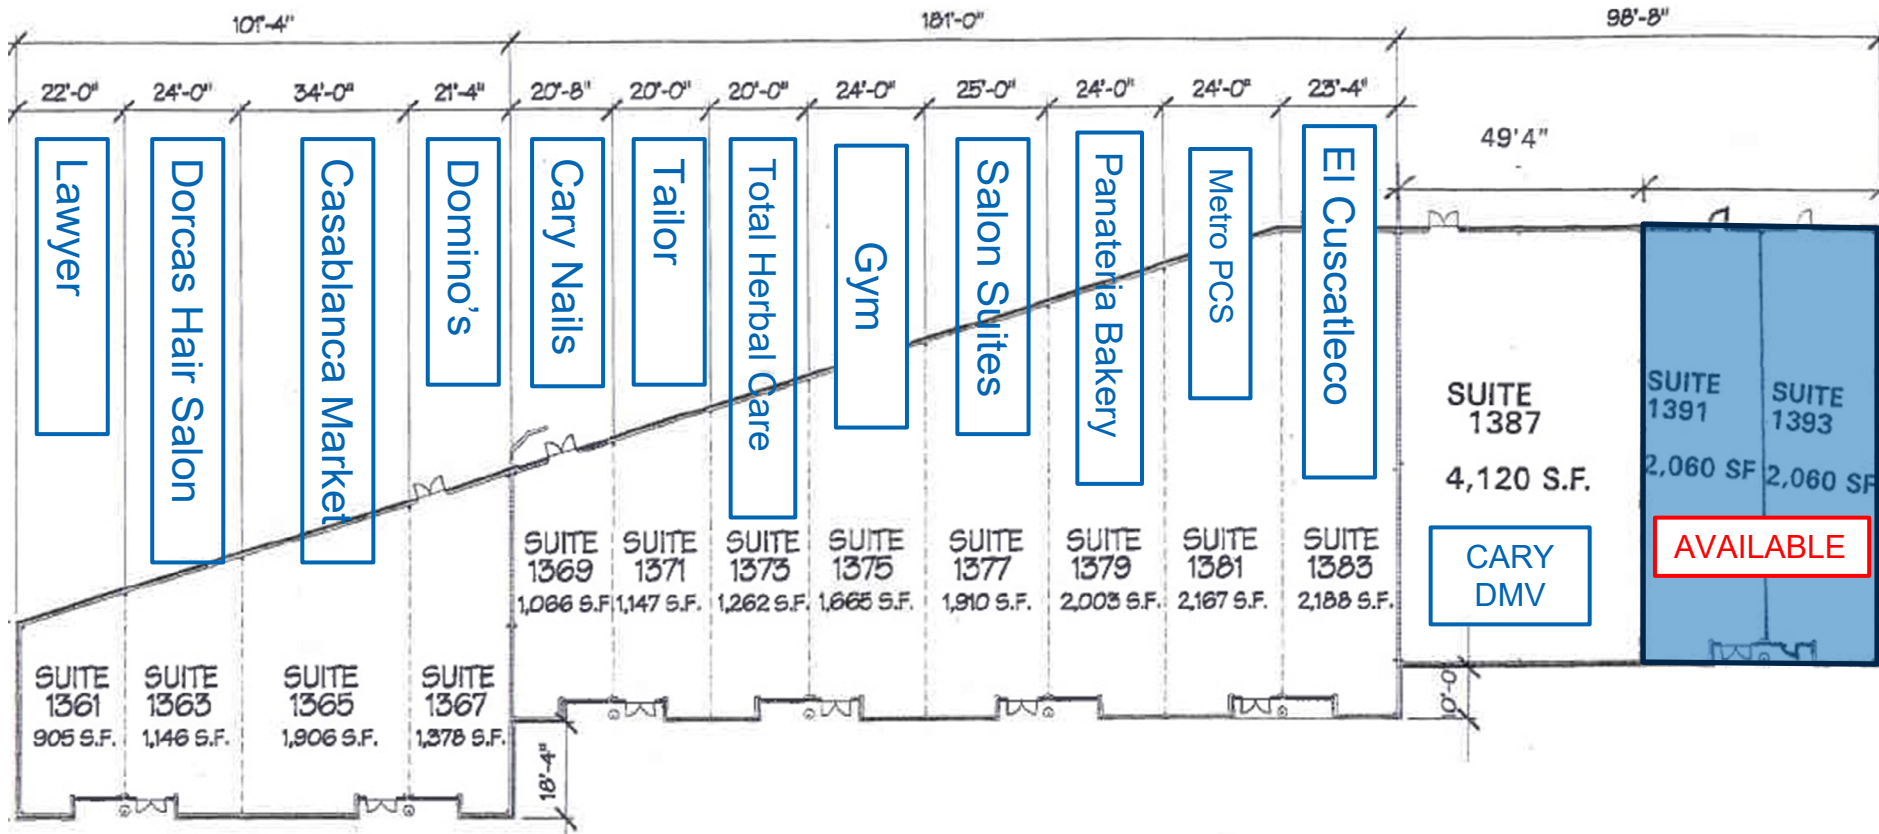 101'-4"
181'-0"
98'-8"
22'-0"
24'-0"
34'-0"
21'-4"
20'-8"
20'-0"
20'-0"
24'-0"
25'-0"
24'-0"
24'-0"
23'-4"
49'4"
Lawyer
Dorcas Hair Salon
Casablanca Market
Domino's
Cary Nails
Tailor
Total Herbal Care
Gym
Salon Suites
Panateria Bakery
Metro PCS
El Cuscatleco
SUITE
1361
905 S.F.
SUITE
1363
1,146 S.F.
SUITE
1365
1,906 S.F.
SUITE
1367
1,378 S.F.
SUITE
1369
1,066 S.F.
SUITE
1371
1,147 S.F.
SUITE
1373
1,262 S.F.
SUITE
1375
1,665 S.F.
SUITE
1377
1,910 S.F.
SUITE
1379
2,003 S.F.
SUITE
1381
2,167 S.F.
SUITE
1383
2,188 S.F.
SUITE
1387
4,120 S.F.
CARY
DMV
SUITE
1391
2,060 SF
SUITE
1393
2,060 SF
AVAILABLE
18'-4"